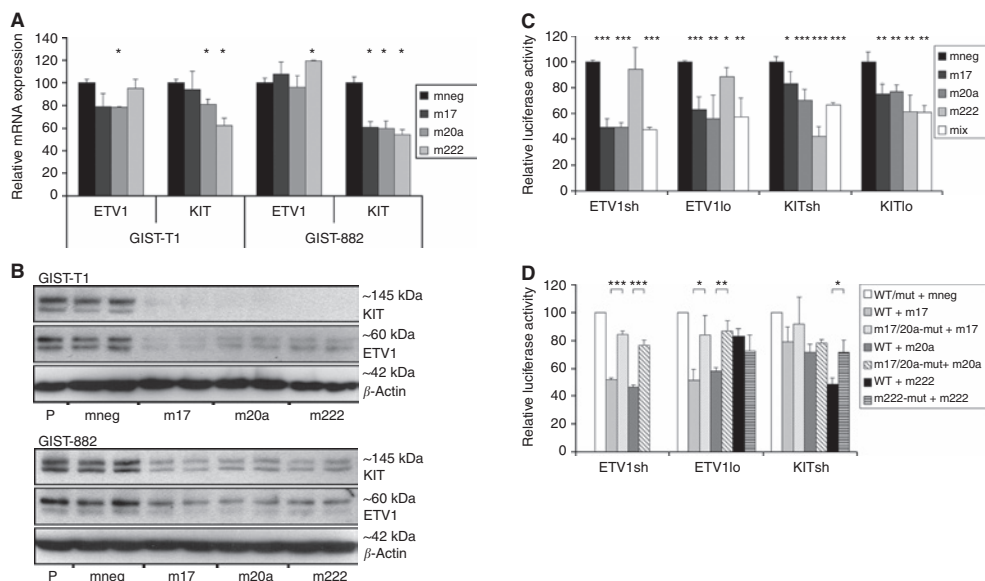 A
Relative mRNA expression
140
120
100
80
60
40
20
0
* * * * * * *
mneg
m17
m20a
m222
ETV1 KIT ETV1 KIT
GIST-T1 GIST-882
B
GIST-T1
~145 kDa
KIT
~60 kDa
ETV1
~42 kDa
β-Actin
P mneg m17 m20a m222
GIST-882
~145 kDa
KIT
~60 kDa
ETV1
~42 kDa
β-Actin
P mneg m17 m20a m222
C
Relative luciferase activity
120
100
80
60
40
20
0
*** *** *** *** ** * ** * *** *** *** ** ** ** **
mneg
m17
m20a
m222
mix
ETV1sh ETV1lo KITsh KITlo
D
Relative luciferase activity
120
100
80
60
40
20
0
*** *** * ** *
WT/mut + mneg
WT + m17
m17/20a-mut + m17
WT + m20a
m17/20a-mut+ m20a
WT + m222
m222-mut + m222
ETV1sh ETV1lo KITsh